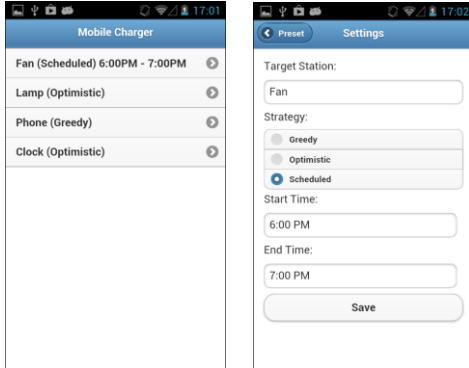 17:01
Mobile Charger
Fan (Scheduled) 6:00PM - 7:00PM
Lamp (Optimistic)
Phone (Greedy)
Clock (Optimistic)
17:02
Preset
Settings
Target Station:
Fan
Strategy:
Greedy
Optimistic
Scheduled
Start Time:
6:00 PM
End Time:
7:00 PM
Save